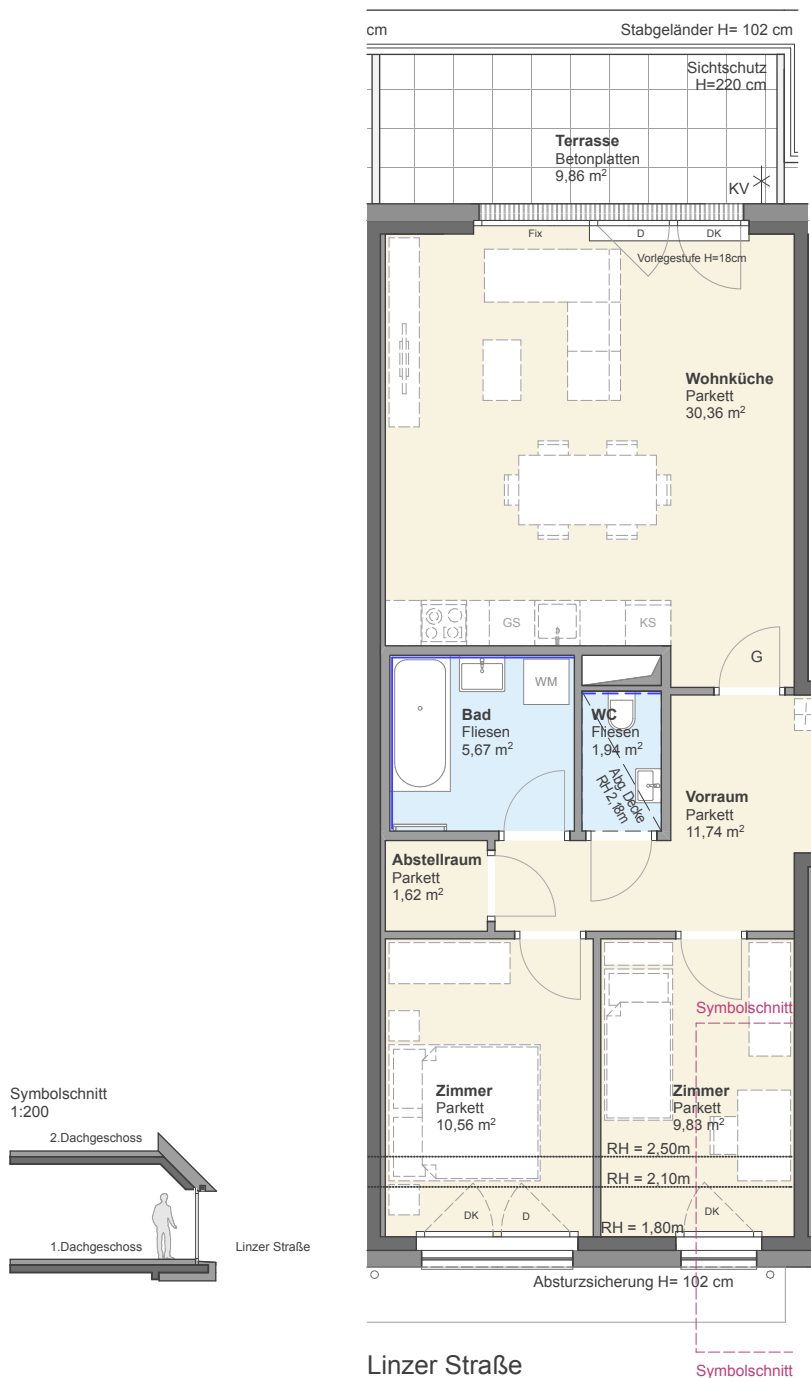 cm
Stabgeländer H= 102 cm
Sichtschutz
H=220 cm
Terrasse
Betonplatten
9,86 m²
KV
Fix
D
DK
Vorlegestufe H=18cm
Wohnküche
Parkett
30,36 m²
GS
KS
G
WM
Bad
Fliesen
5,67 m²
WC
Fliesen
1,94 m²
Abg. Decke
RH 2,18m
Vorraum
Parkett
11,74 m²
Abstellraum
Parkett
1,62 m²
Symbolschnitt
Zimmer
Parkett
10,56 m²
Zimmer
Parkett
9,83 m²
RH = 2,50m
RH = 2,10m
DK
D
DK
RH = 1,80m
Absturzsicherung H= 102 cm
Symbolschnitt
1:200
2.Dachgeschoss
1.Dachgeschoss
Linzer Straße
Linzer Straße
Symbolschnitt